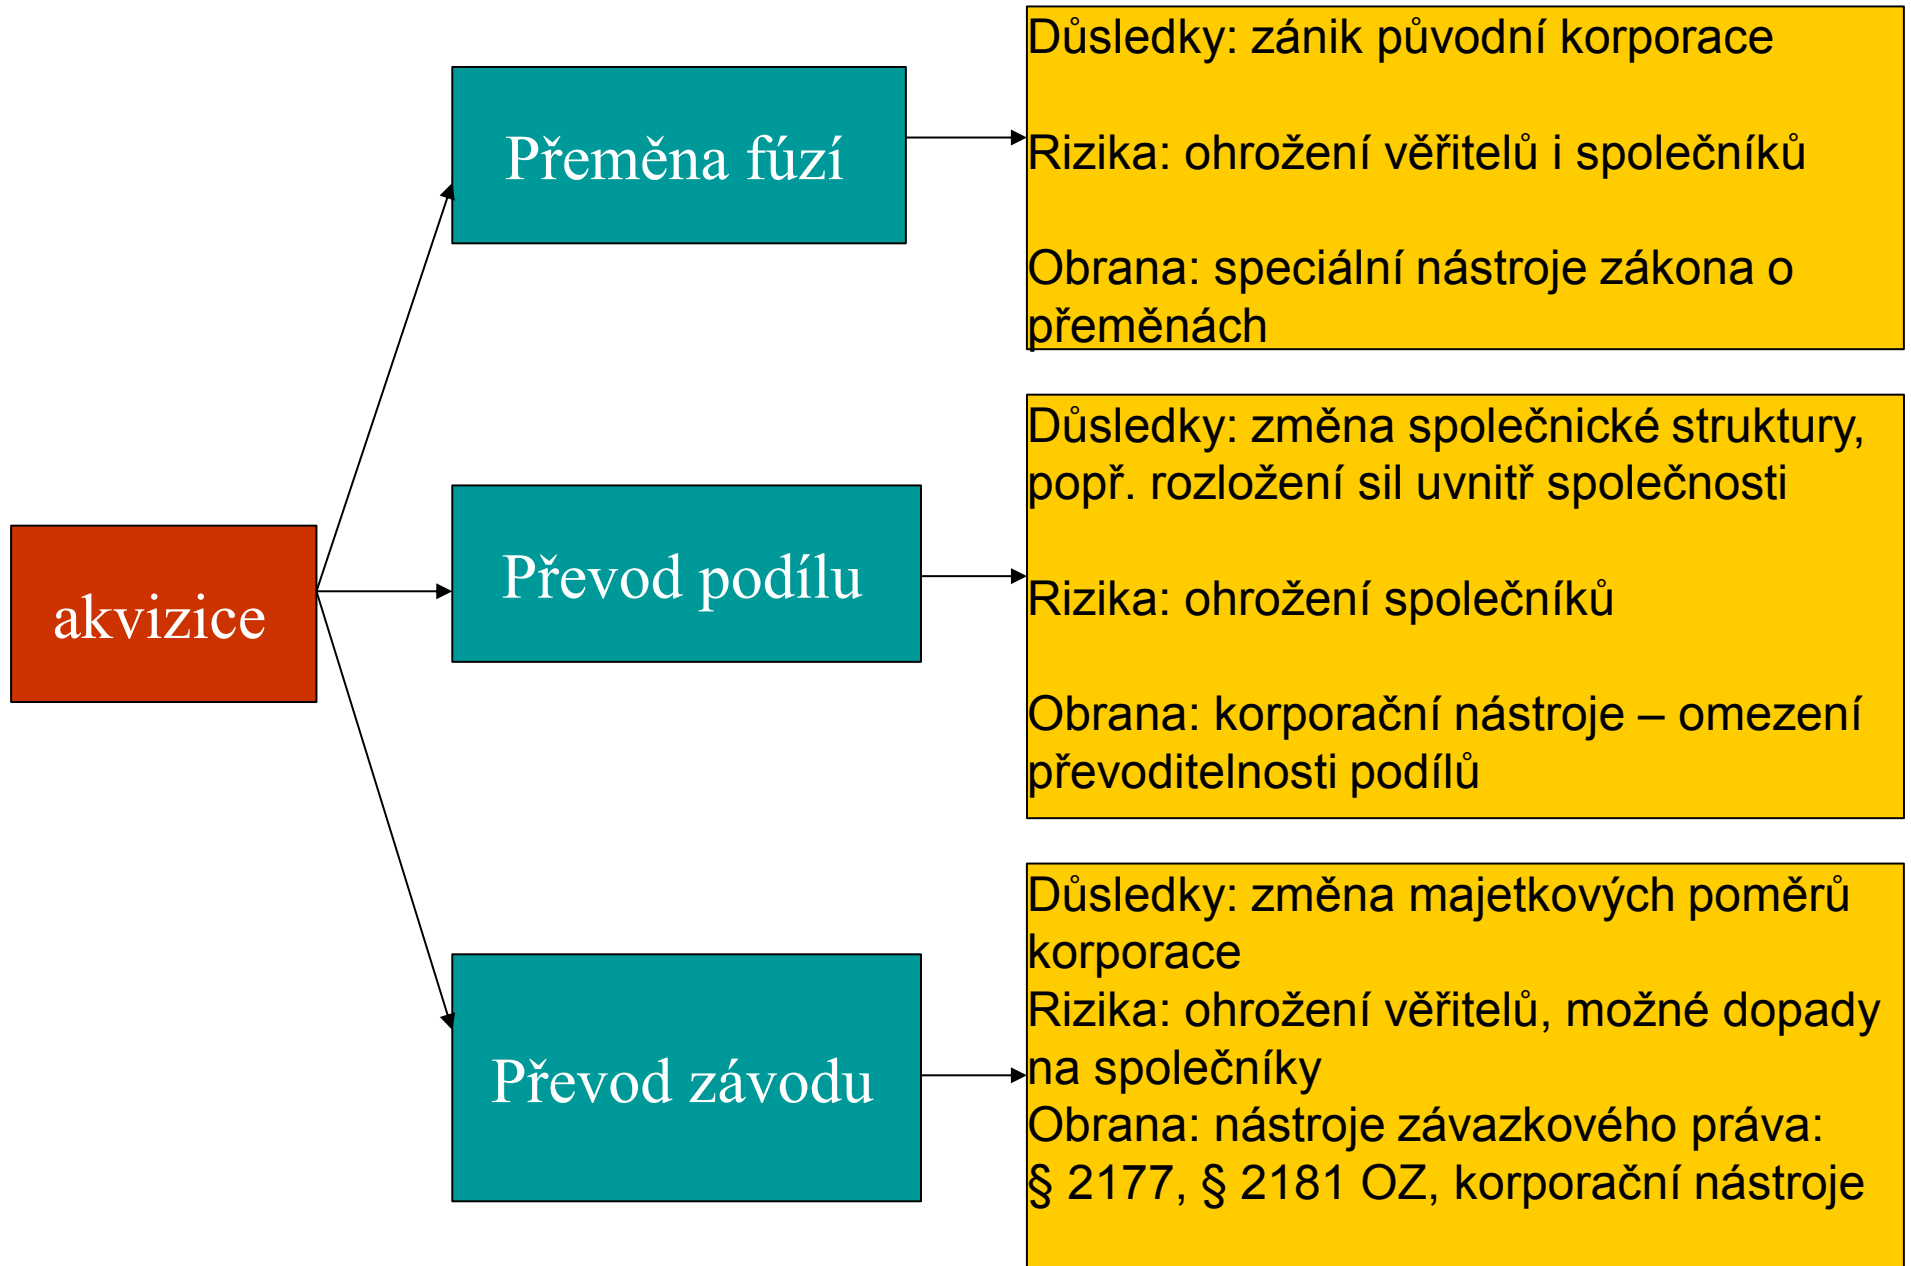 akvizice
Přeměna fúzí
Důsledky: zánik původní korporace
Rizika: ohrožení věřitelů i společníků
Obrana: speciální nástroje zákona o
přeměnách
Převod podílu
Důsledky: změna společnické struktury,
popř. rozložení sil uvnitř společnosti
Rizika: ohrožení společníků
Obrana: korporační nástroje – omezení
převoditelnosti podílů
Převod závodu
Důsledky: změna majetkových poměrů
korporace
Rizika: ohrožení věřitelů, možné dopady
na společníky
Obrana: nástroje závazkového práva:
§ 2177, § 2181 OZ, korporační nástroje